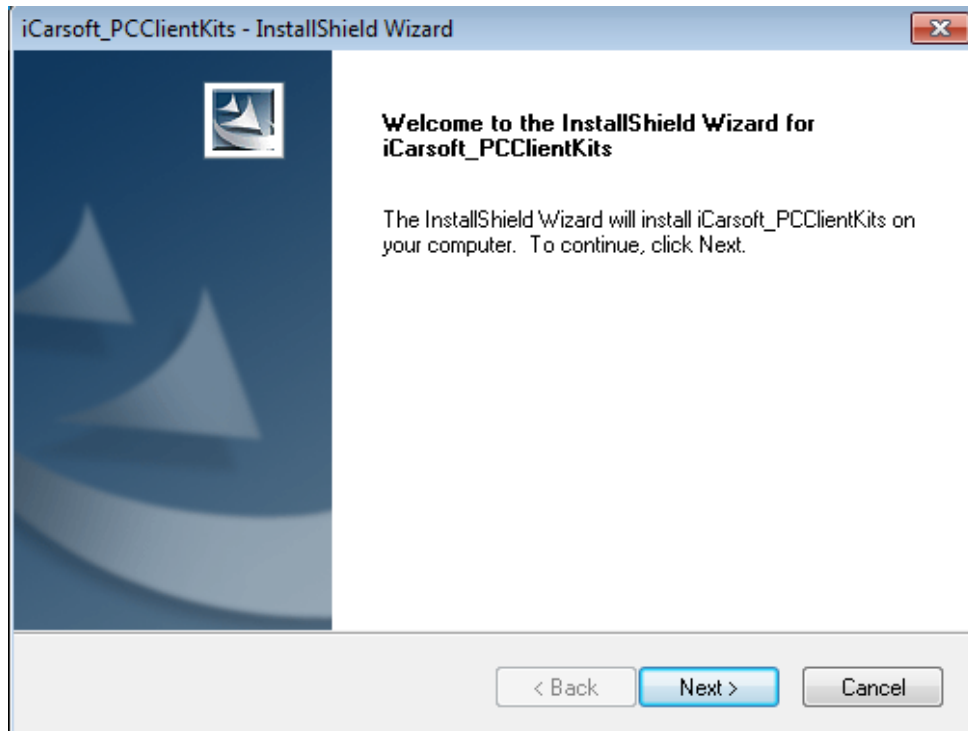 iCarsoft_PCClientKits - InstallShield Wizard
Welcome to the InstallShield Wizard for
iCarsoft_PCClientKits
The InstallShield Wizard will install iCarsoft_PCClientKits on
your computer.  To continue, click Next.
< Back
Next >
Cancel